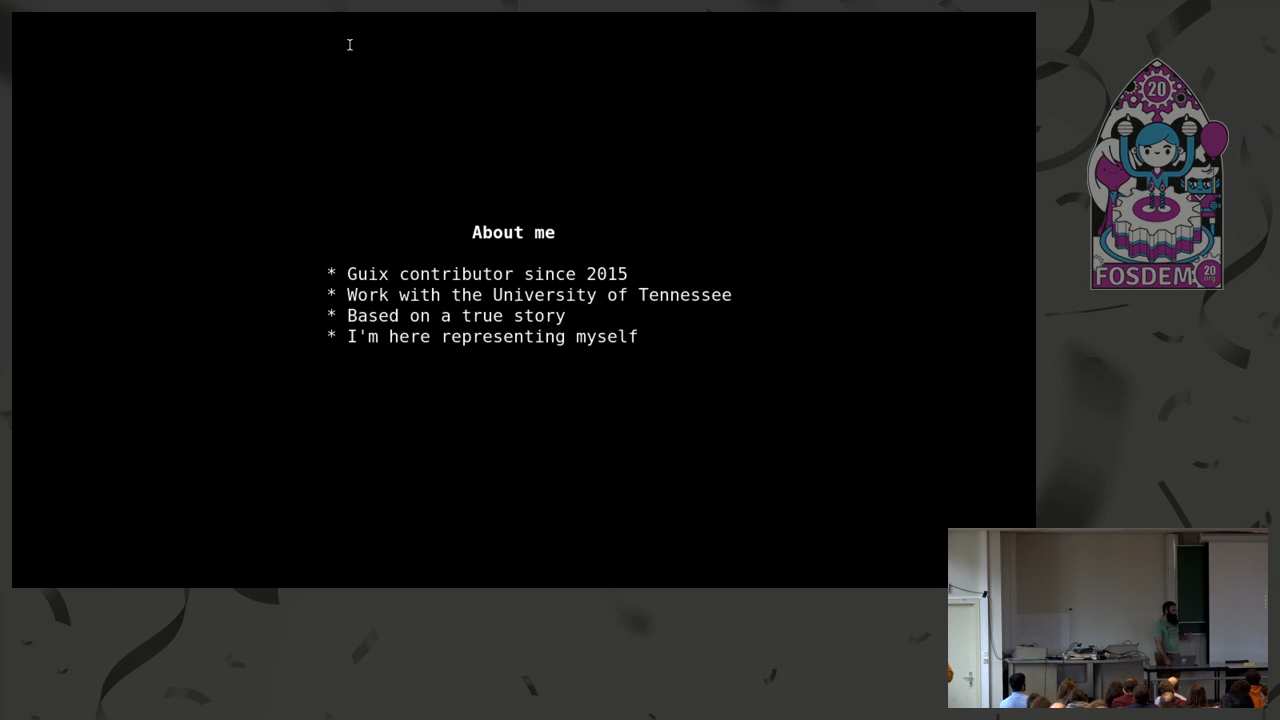 About me
* Guix contributor since 2015
* Work with the University of Tennessee
* Based on a true story
* I'm here representing myself
20
FOSDEM
20
.org